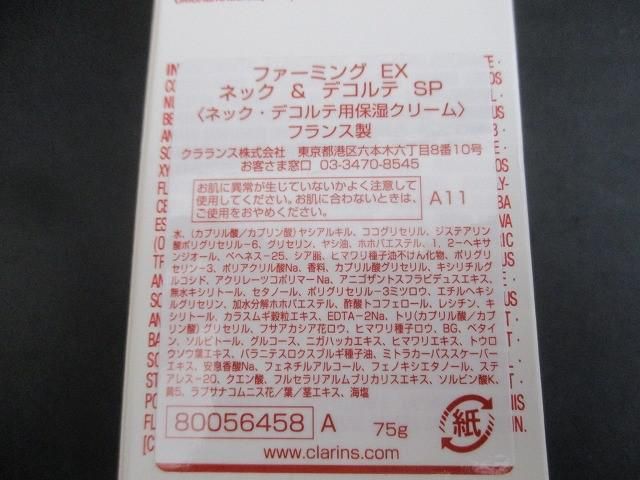 ファーミング EX
ネック & デコルテ SP
〈ネック・デコルテ用保湿クリーム〉
フランス製
クラランス株式会社 東京都港区六本木六丁目8番10号
お客さま窓口 03-3470-8545
お肌に異常が生じていないかよく注意して
使用してください。お肌に合わないときは、
ご使用をおやめください。
A11
水、(カプリル酸/カプリン酸)ヤシアルキル、ココグリセリル、ジステアリン
酸ポリグリセリル-6、グリセリン、ヤシ油、ホホバエステル、1、2-ヘキサ
ンジオール、ベヘネス-25、シア脂、ヒマワリ種子油不けん化物、ポリグリ
セリン-3、ポリアクリル酸Na、香料、カプリル酸グリセリル、キシリチルグ
ルコシド、アクリレーツコポリマーNa、アニゴザントスフラビデュスエキス、
無水キシリトール、セタノール、ポリグリセリル-3ミツロウ、エチルヘキシ
ルグリセリン、加水分解ホホバエステル、酢酸トコフェロール、レシチン、キ
シリトール、カラスムギ穀粒エキス、EDTA-2Na、トリ(カプリル酸/カプ
リン酸)グリセリル、フサアカシア花ロウ、ヒマワリ種子ロウ、BG、ベタイ
ン、ソルビトール、グルコース、ニガハッカエキス、ヒマワリエキス、トウロ
ウソウ葉エキス、バラニテスロクスブルギ種子油、ミトラカーパススケーバー
エキス、安息香酸Na、フェネチルアルコール、フェノキシエタノール、ステ
アレス-20、クエン酸、フルセラリアルムブリカリスエキス、ソルビン酸K、
黄5、ラプサナコムニス花/葉/茎エキス、海塩
80056458 A 75g
紙
www.clarins.com